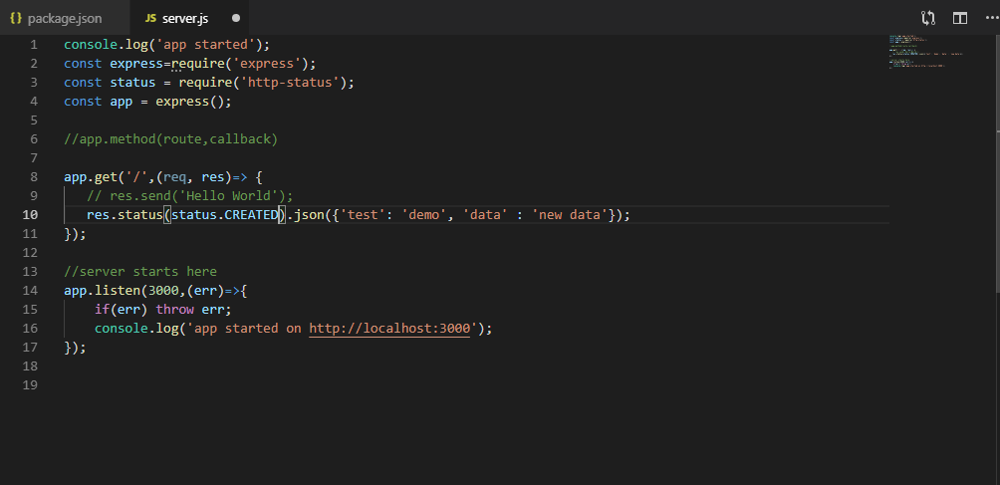 {} package.json JS server.js
1 console.log('app started');
2 const express=require('express');
3 const status = require('http-status');
4 const app = express();
5
6 //app.method(route,callback)
7
8 app.get('/',(req, res)=> {
9 // res.send('Hello World');
10 res.status(status.CREATED).json({'test': 'demo', 'data' : 'new data'});
11 });
12
13 //server starts here
14 app.listen(3000,(err)=>{
15 if(err) throw err;
16 console.log('app started on http://localhost:3000');
17 });
18
19